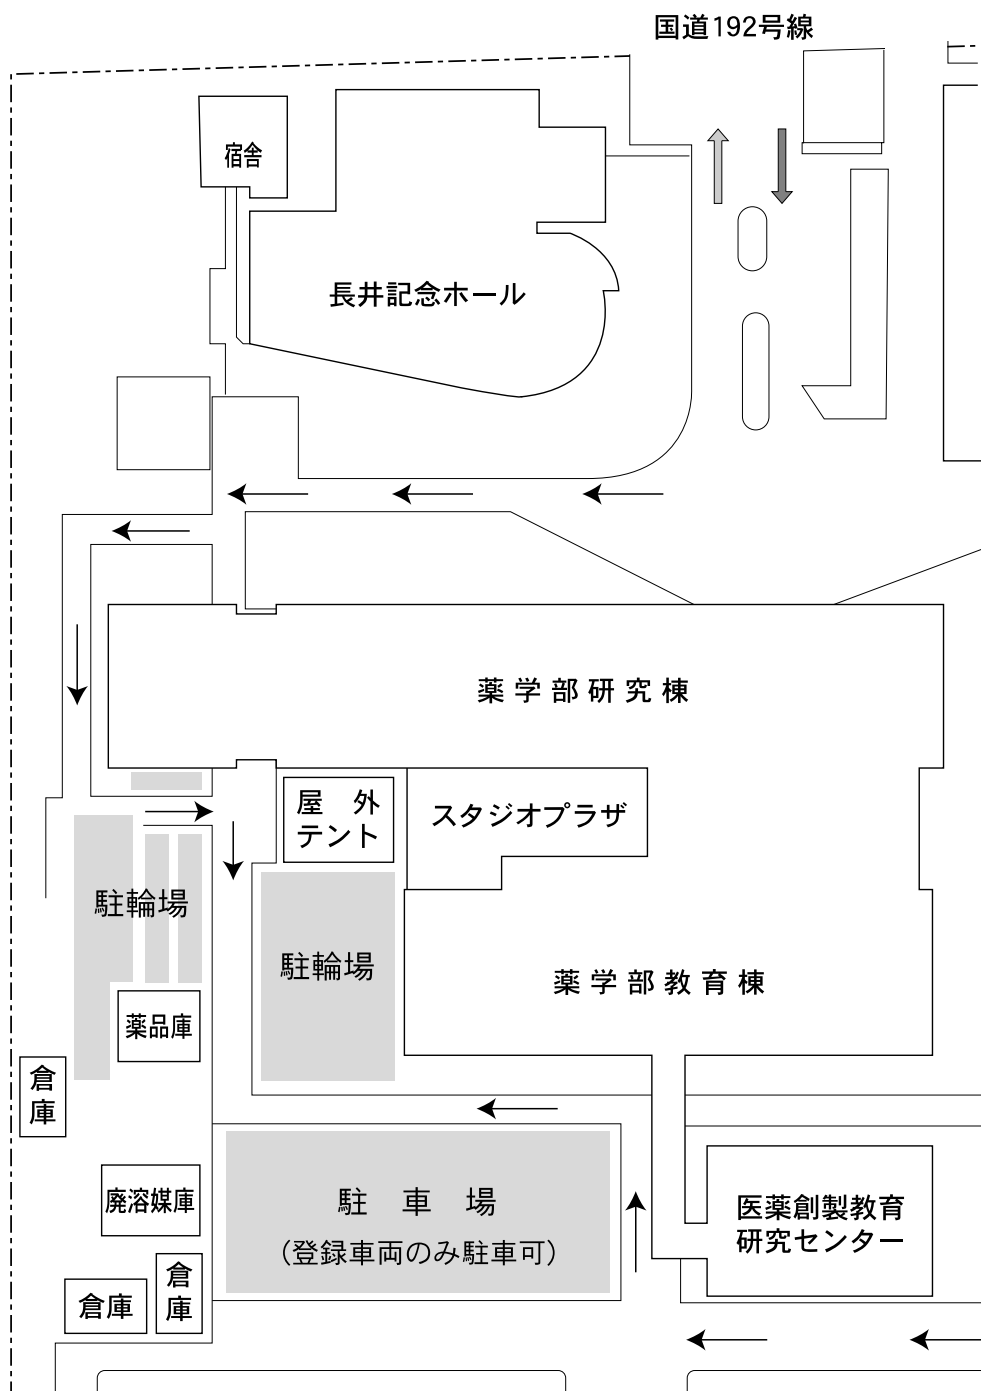 国道192号線
宿舎
長井記念ホール
薬学部研究棟
屋　外
テント
スタジオプラザ
駐輪場
駐輪場
薬学部教育棟
薬品庫
倉
庫
廃溶媒庫
駐　車　場
(登録車両のみ駐車可)
医薬創製教育
研究センター
倉
庫
倉庫